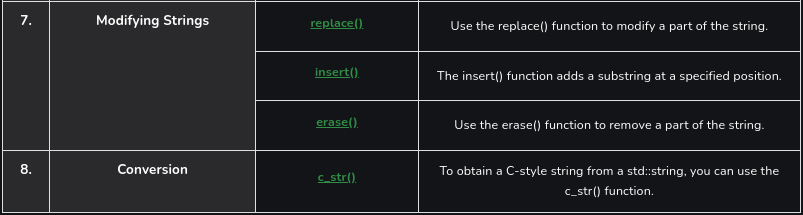 7.
Modifying Strings
replace()
Use the replace() function to modify a part of the string.
insert()
The insert() function adds a substring at a specified position.
erase()
Use the erase() function to remove a part of the string.
8.
Conversion
c_str()
To obtain a C-style string from a std::string, you can use the
c_str() function.